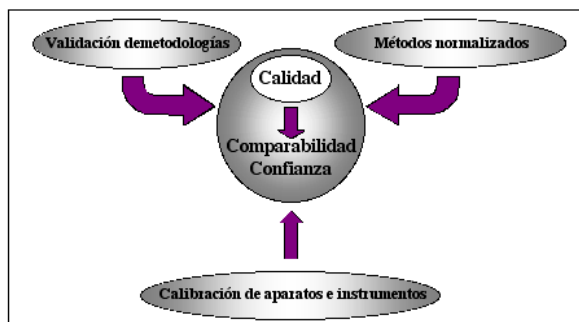 Validación demetodologías
Métodos normalizados
Calidad
Comparabilidad
Confianza
Calibración de aparatos e instrumentos